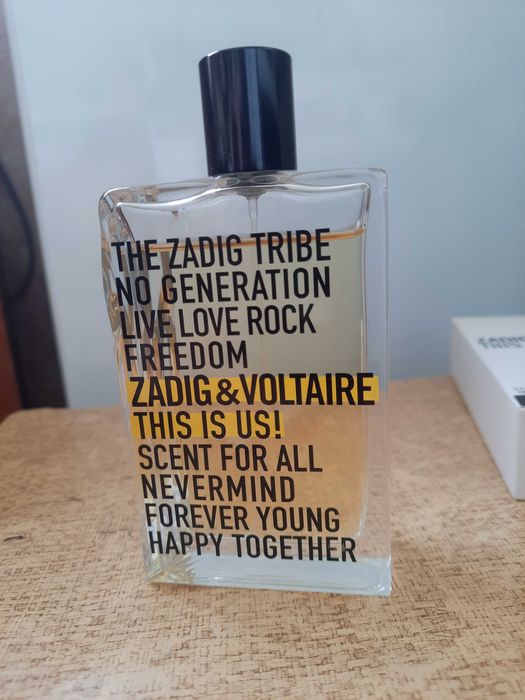 THE ZADIG TRIBE
NO GENERATION
LIVE LOVE ROCK
FREEDOM
ZADIG&VOLTAIRE
THIS IS US!
SCENT FOR ALL
NEVERMIND
FOREVER YOUNG
HAPPY TOGETHER